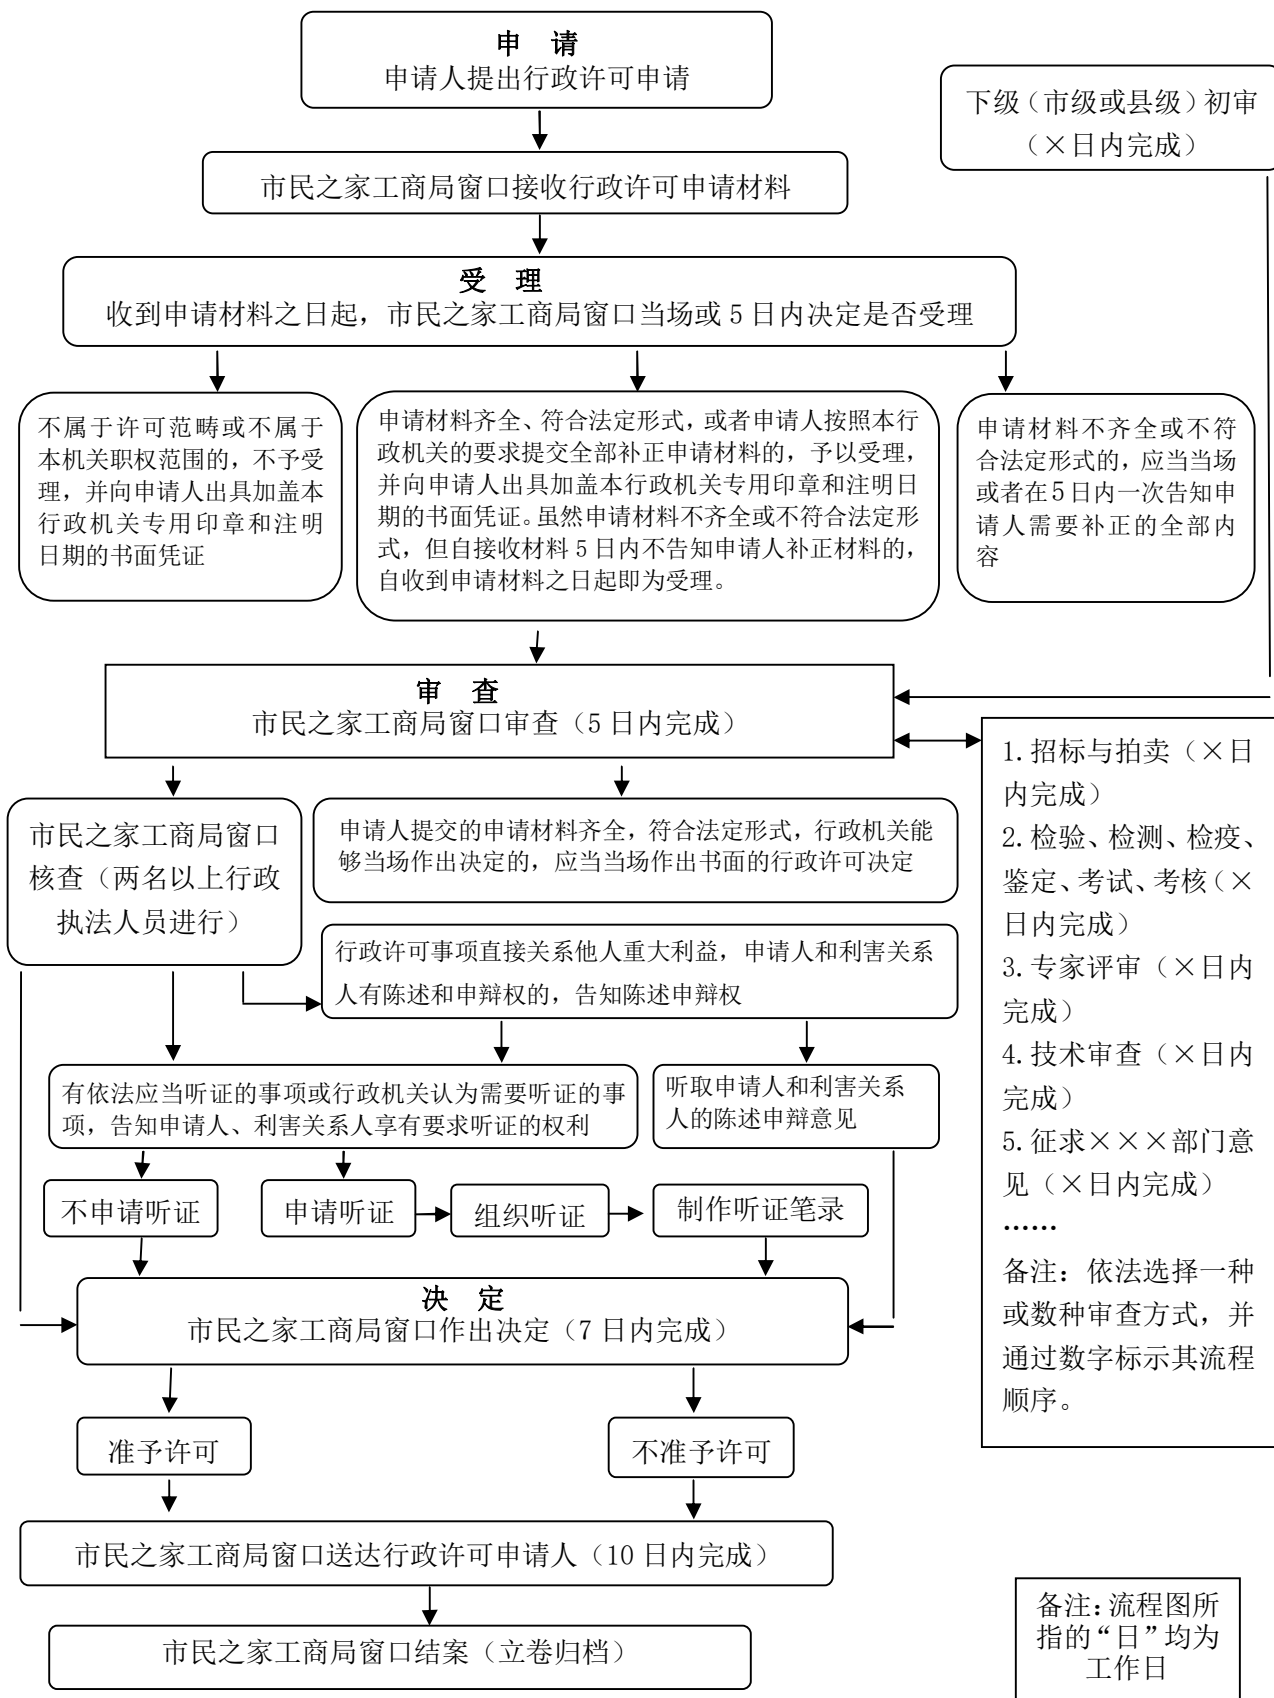 申 请
申请人提出行政许可申请
下级（市级或县级）初审
（×日内完成）
市民之家工商局窗口接收行政许可申请材料
受 理
收到申请材料之日起，市民之家工商局窗口当场或 5 日内决定是否受理
不属于许可范畴或不属于
本机关职权范围的，不予受
理，并向申请人出具加盖本
行政机关专用印章和注明
日期的书面凭证
申请材料齐全、符合法定形式，或者申请人按照本行
政机关的要求提交全部补正申请材料的，予以受理，
并向申请人出具加盖本行政机关专用印章和注明日
期的书面凭证。虽然申请材料不齐全或不符合法定形
式，但自接收材料 5 日内不告知申请人补正材料的，
自收到申请材料之日起即为受理。
申请材料不齐全或不符
合法定形式的，应当当场
或者在 5 日内一次告知申
请人需要补正的全部内
容
审 查
市民之家工商局窗口审查（5 日内完成）
1.招标与拍卖（×日
内完成）
2.检验、检测、检疫、
鉴定、考试、考核（×
日内完成）
3.专家评审（×日内
完成）
4.技术审查（×日内
完成）
5.征求×××部门意
见（×日内完成）
……
备注：依法选择一种
或数种审查方式，并
通过数字标示其流程
顺序。
市民之家工商局窗口
核查（两名以上行政
执法人员进行）
申请人提交的申请材料齐全，符合法定形式，行政机关能
够当场作出决定的，应当当场作出书面的行政许可决定
行政许可事项直接关系他人重大利益，申请人和利害关系
人有陈述和申辩权的，告知陈述申辩权
有依法应当听证的事项或行政机关认为需要听证的事
项，告知申请人、利害关系人享有要求听证的权利
听取申请人和利害关系
人的陈述申辩意见
不申请听证
申请听证
组织听证
制作听证笔录
决 定
市民之家工商局窗口作出决定（7 日内完成）
准予许可
不准予许可
市民之家工商局窗口送达行政许可申请人（10 日内完成）
市民之家工商局窗口结案（立卷归档）
备注：流程图所
指的“日”均为
工作日